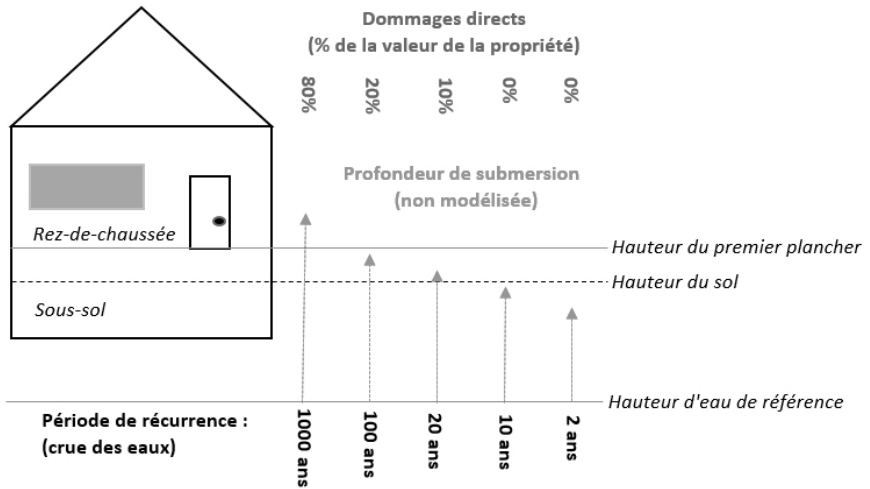 Dommages directs
(% de la valeur de la propriété)
80%
20%
10%
0%
0%
Profondeur de submersion
(non modélisée)
Rez-de-chaussée
Hauteur du premier plancher
Hauteur du sol
Sous-sol
Hauteur d'eau de référence
Période de récurrence :
(crue des eaux)
1000 ans
100 ans
20 ans
10 ans
2 ans